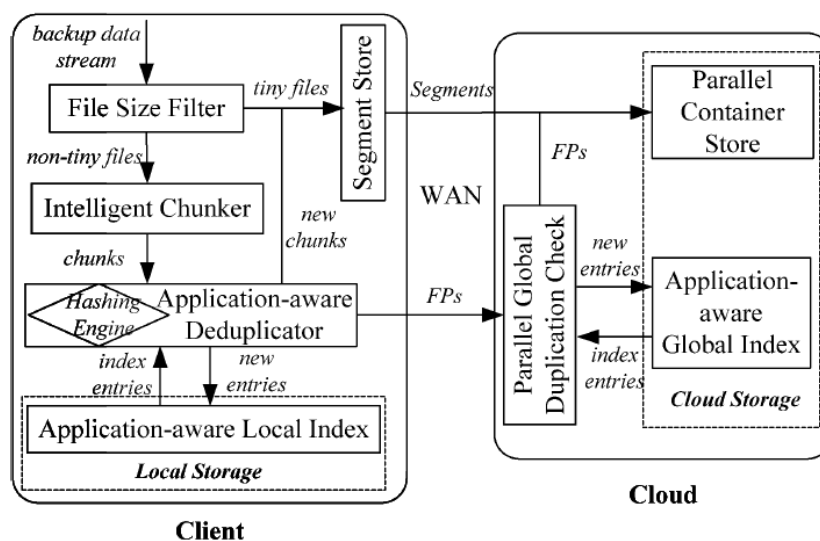 backup data
stream
File Size Filter
tiny files
Segment Store
Segments
Parallel
Container
Store
non-tiny files
FPs
Intelligent Chunker
WAN
new
chunks
chunks
Hashing
Engine
Application-aware
Deduplicator
FPs
Parallel Global
Duplication Check
new
entries
Application-
aware
Global Index
index
entries
index
entries
new
entries
Cloud Storage
Application-aware Local Index
Local Storage
Cloud
Client